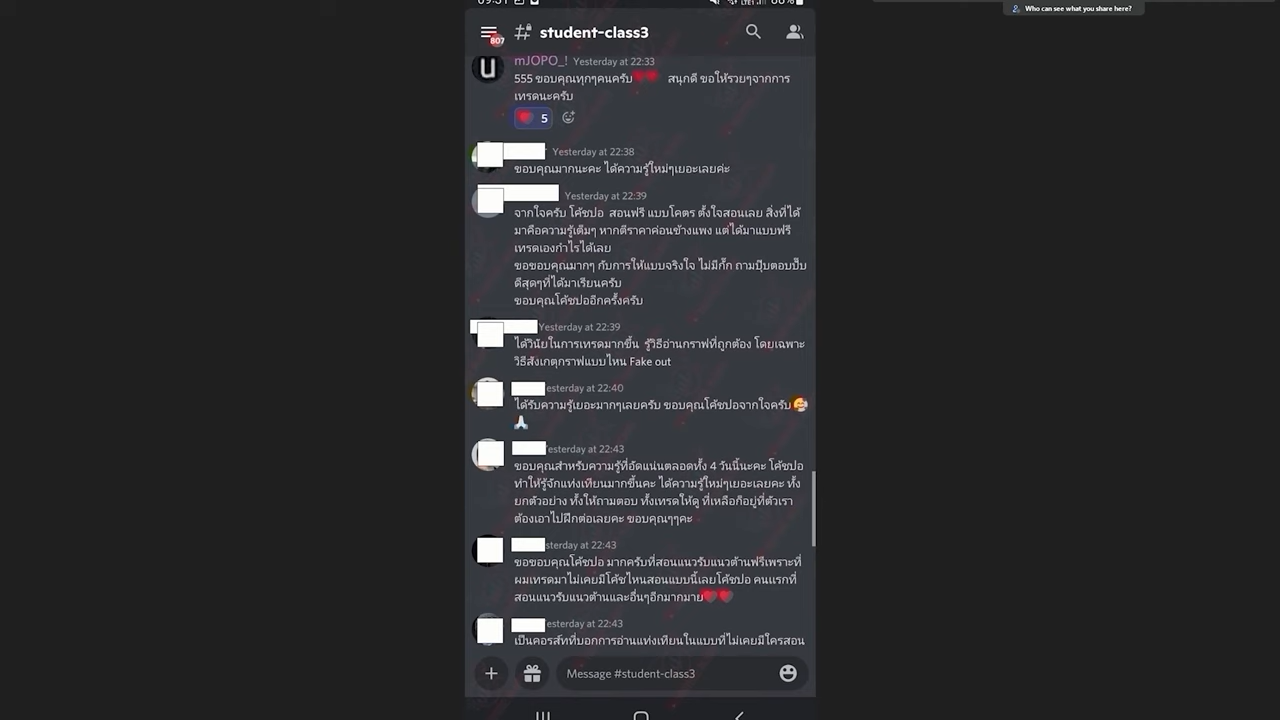 Who can see what you share here?
student-class3
807
mJOPO_! Yesterday at 22:33
555 ขอบคุณทุกๆคนครับ❤️❤️ สนุกดี ขอให้รวยๆจากการ
เทรดนะครับ
❤️ 5
Yesterday at 22:38
ขอบคุณมากนะคะ ได้ความรู้ใหม่ๆเยอะเลยค่ะ
Yesterday at 22:39
จากใจครับ โค้ชปอ สอนฟรี แบบโคตร ตั้งใจสอนเลย สิ่งที่ได้
มาคือความรู้เต็มๆ หากตีราคาค่อนข้างแพง แต่ได้มาแบบฟรี
เทรดเองกำไรได้เลย
ขอขอบคุณมากๆ กับการให้แบบจริงใจ ไม่มีกั๊ก ถามปุ๊บตอบปั๊บ
ดีสุดๆที่ได้มาเรียนครับ
ขอบคุณโค้ชปออีกครั้งครับ
Yesterday at 22:39
ได้วินัยในการเทรดมากขึ้น รู้วิธีอ่านกราฟที่ถูกต้อง โดยเฉพาะ
วิธีสังเกตุกราฟแบบไหน Fake out
esterday at 22:40
ได้รับความรู้เยอะมากๆเลยครับ ขอบคุณโค้ชปอจากใจครับ🥰
🙏
esterday at 22:43
ขอบคุณสำหรับความรู้ที่อัดแน่นตลอดทั้ง 4 วันนี้นะคะ โค้ชปอ
ทำให้รู้จักแท่งเทียนมากขึ้นคะ ได้ความรู้ใหม่ๆเยอะเลยคะ ทั้ง
ยกตัวอย่าง ทั้งให้ถามตอบ ทั้งเทรดให้ดู ที่เหลือก็อยู่ที่ตัวเรา
ต้องเอาไปฝึกต่อเลยคะ ขอบคุณๆๆคะ
sterday at 22:43
ขอขอบคุณโค้ชปอ มากครับที่สอนแนวรับแนวต้านฟรีเพราะที่
ผมเทรดมาไม่เคยมีโค้ชไหนสอนแบบนี้เลยโค้ชปอ คนแรกที่
สอนแนวรับแนวต้านและอื่นๆอีกมากมาย❤️❤️
esterday at 22:43
เป็นคอร์สที่ที่บอกการอ่านแท่งเทียนในแบบที่ไม่เคยมีใครสอน
Message #student-class3